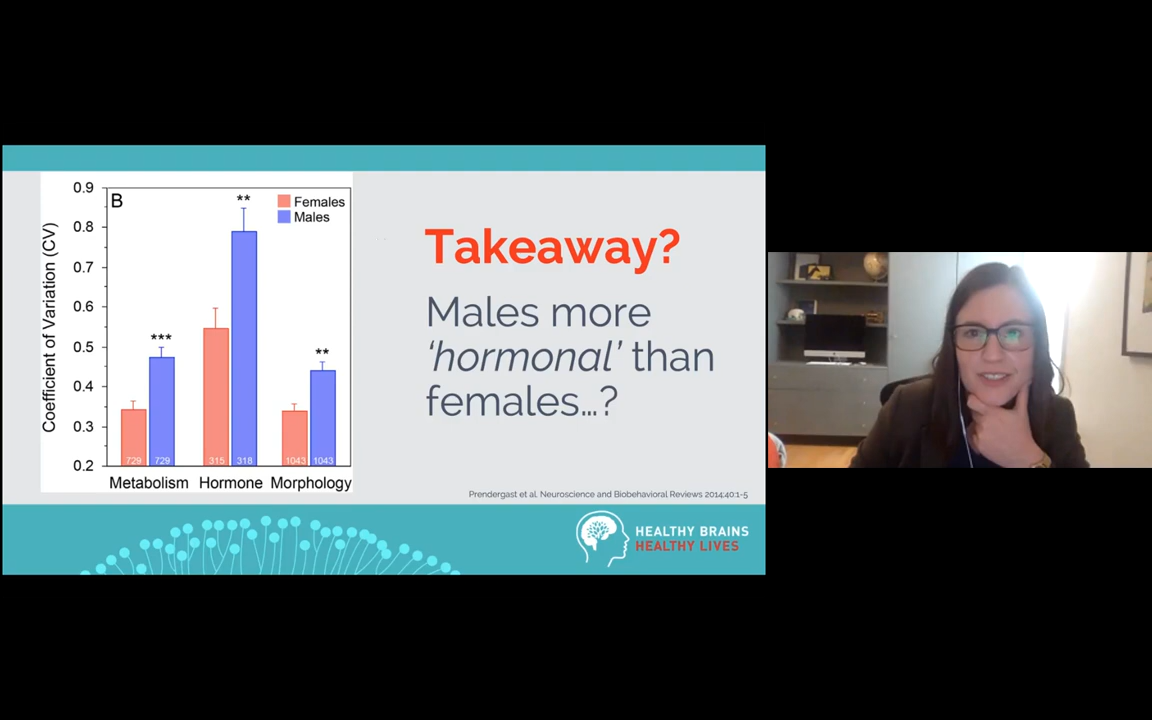 0.9
0.8
0.7
0.6
0.5
0.4
0.3
0.2
Coefficient of Variation (CV)
B
Females
Males
***
**
**
729
729
315
318
1043
1043
Metabolism
Hormone
Morphology
Takeaway?
Males more
‘hormonal’ than
females...?
Prendergast et al. Neuroscience and Biobehavioral Reviews 2014;40:1-5
HEALTHY BRAINS
HEALTHY LIVES